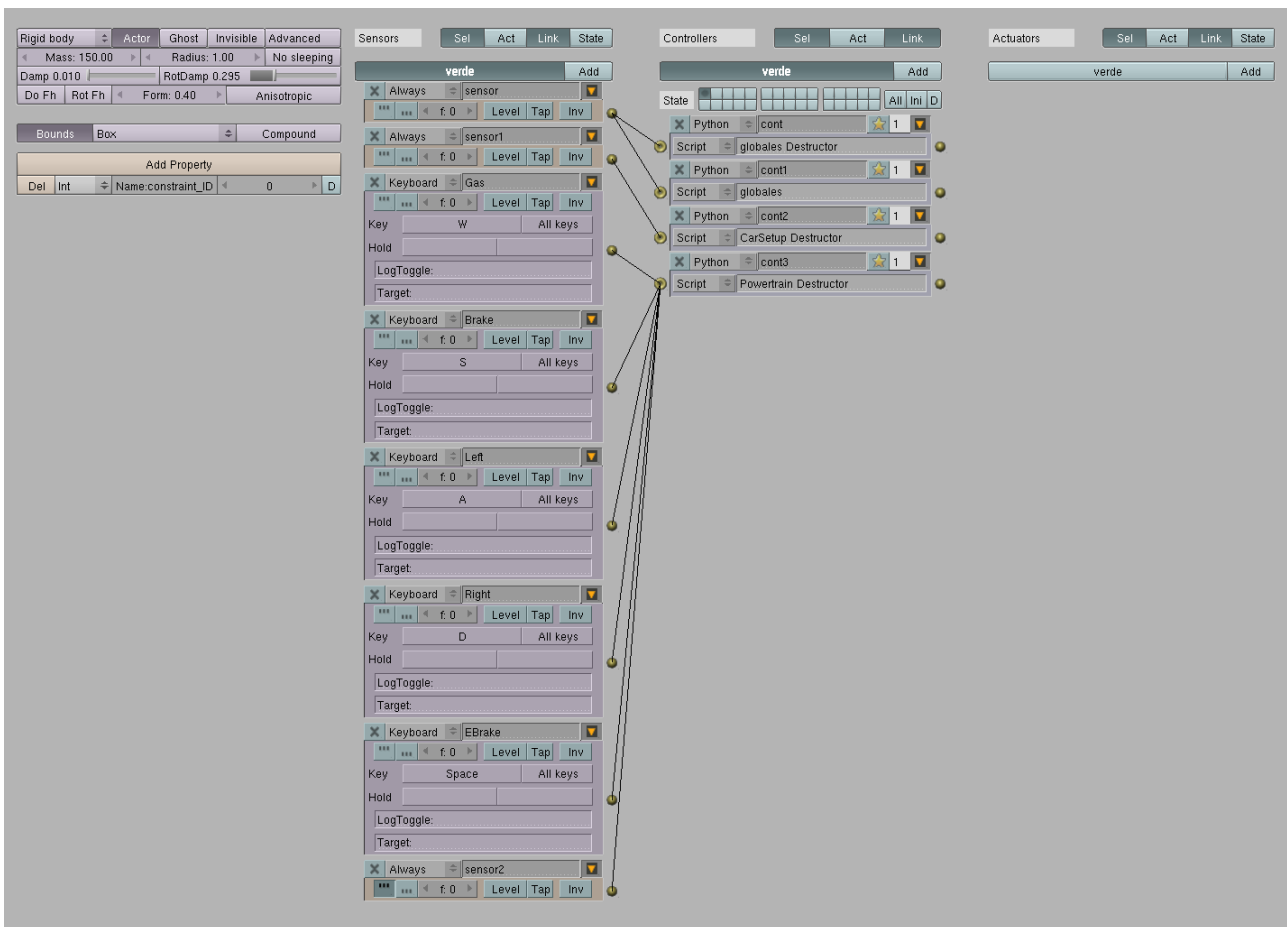 Rigid body Actor Ghost Invisible Advanced
Mass: 150.00 Radius: 1.00 No sleeping
Damp 0.010 RotDamp 0.295
Do Fh Rot Fh Form: 0.40 Anisotropic
Bounds Box Compound
Add Property
Del Int Name:constraint_ID 0 D
Sensors Sel Act Link State
verde Add
Always sensor
f: 0 Level Tap Inv
Always sensor1
f: 0 Level Tap Inv
Keyboard Gas
f: 0 Level Tap Inv
Key W All keys
Hold
LogToggle:
Target:
Keyboard Brake
f: 0 Level Tap Inv
Key S All keys
Hold
LogToggle:
Target:
Keyboard Left
f: 0 Level Tap Inv
Key A All keys
Hold
LogToggle:
Target:
Keyboard Right
f: 0 Level Tap Inv
Key D All keys
Hold
LogToggle:
Target:
Keyboard EBrake
f: 0 Level Tap Inv
Key Space All keys
Hold
LogToggle:
Target:
Always sensor2
f: 0 Level Tap Inv
Controllers Sel Act Link
verde Add
State All Ini D
Python cont 1
Script globales Destructor
Python cont1 1
Script globales
Python cont2 1
Script CarSetup Destructor
Python cont3 1
Script Powertrain Destructor
Actuators Sel Act Link State
verde Add